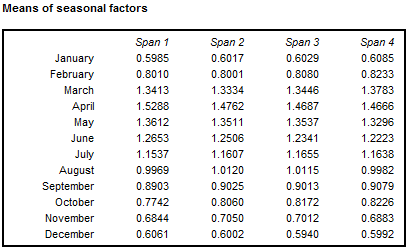 Means of seasonal factors
Span 1 Span 2 Span 3 Span 4
January 0.5985 0.6017 0.6029 0.6085
February 0.8010 0.8001 0.8080 0.8233
March 1.3413 1.3334 1.3446 1.3783
April 1.5288 1.4762 1.4687 1.4666
May 1.3612 1.3511 1.3537 1.3296
June 1.2653 1.2506 1.2341 1.2223
July 1.1537 1.1607 1.1655 1.1638
August 0.9969 1.0120 1.0115 0.9982
September 0.8903 0.9025 0.9013 0.9079
October 0.7742 0.8060 0.8172 0.8226
November 0.6844 0.7050 0.7012 0.6883
December 0.6061 0.6002 0.5940 0.5992